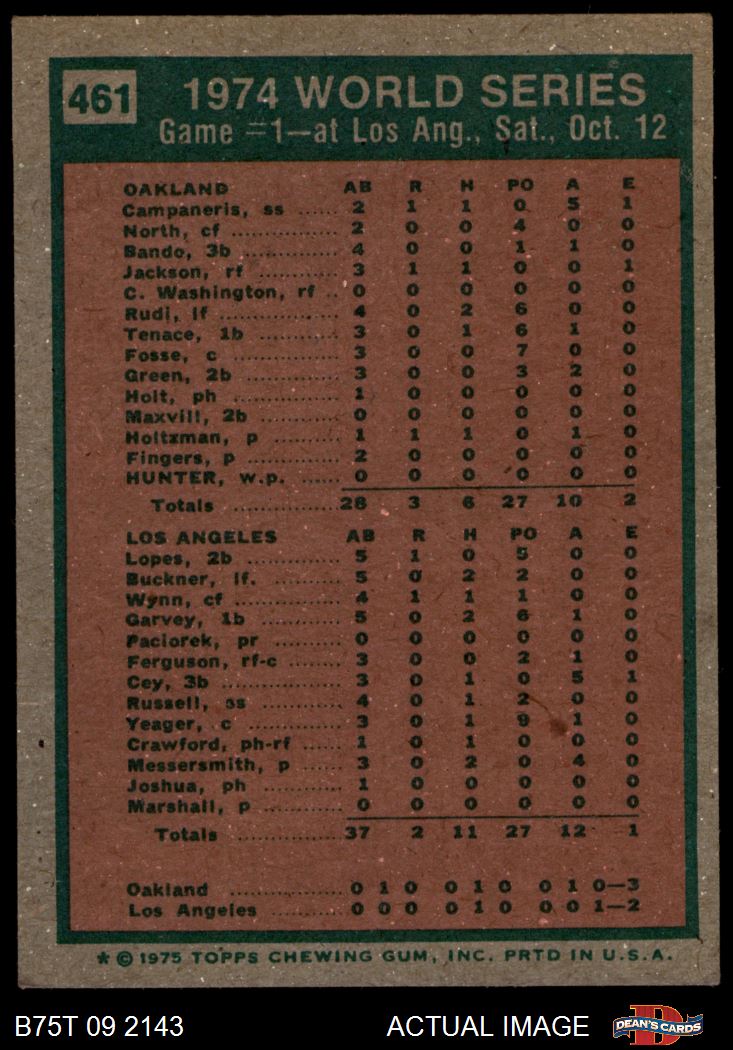 461
1974 WORLD SERIES
Game #1—at Los Ang., Sat., Oct. 12
OAKLAND AB R H PO A E
Campaneris, ss ...... 2 1 1 0 5 1
North, cf ............... 2 0 0 4 0 0
Bando, 3b ............. 4 0 0 1 1 0
Jackson, rf ............ 3 1 1 0 0 1
C. Washington, rf .. 0 0 0 0 0 0
Rudi, lf ................. 4 0 2 6 0 0
Tenace, 1b ............ 3 0 1 6 1 0
Fosse, c ................ 3 0 0 7 0 0
Green, 2b .............. 3 0 0 3 2 0
Holt, ph ................ 1 0 0 0 0 0
Maxvill, 2b ............ 0 0 0 0 0 0
Holtzman, p .......... 1 1 1 0 1 0
Fingers, p ............. 2 0 0 0 0 0
HUNTER, w.p. ...... 0 0 0 0 0 0
Totals ............... 28 3 6 27 10 2
LOS ANGELES AB R H PO A E
Lopes, 2b .............. 5 1 0 5 0 0
Buckner, lf. ........... 5 0 2 2 0 0
Wynn, cf ............... 4 1 1 1 0 0
Garvey, 1b ............ 5 0 2 6 1 0
Paciorek, pr .......... 0 0 0 0 0 0
Ferguson, rf-c ....... 3 0 0 2 1 0
Cey, 3b ................. 3 0 1 0 5 1
Russell, ss ............ 4 0 1 2 0 0
Yeager, c .............. 3 0 1 9 1 0
Crawford, ph-rf ..... 1 0 1 0 0 0
Messersmith, p ..... 3 0 2 0 4 0
Joshua, ph ............ 1 0 0 0 0 0
Marshall, p ........... 0 0 0 0 0 0
Totals ............... 37 2 11 27 12 1
Oakland ............... 0 1 0 0 1 0 0 1 0—3
Los Angeles .......... 0 0 0 0 1 0 0 0 1—2
* © 1975 TOPPS CHEWING GUM, INC. PRTD IN U.S.A.
B75T 09 2143 ACTUAL IMAGE D DEAN'S CARDS